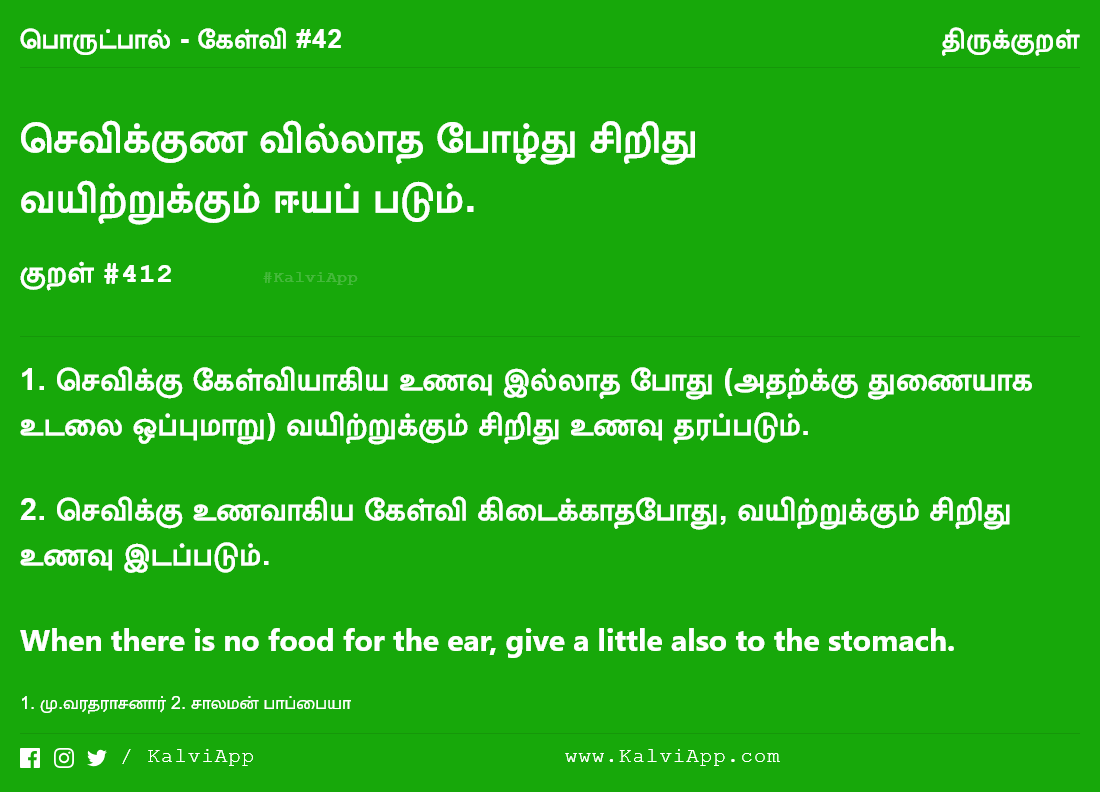 பொருட்பால் - கேள்வி #42
திருக்குறள்
செவிக்குண வில்லாத போழ்து சிறிது
வயிற்றுக்கும் ஈயப் படும்.
குறள் #412
#KalviApp
1. செவிக்கு கேள்வியாகிய உணவு இல்லாத போது (அதற்க்கு துணையாக
உடலை ஒப்புமாறு) வயிற்றுக்கும் சிறிது உணவு தரப்படும்.
2. செவிக்கு உணவாகிய கேள்வி கிடைக்காதபோது, வயிற்றுக்கும் சிறிது
உணவு இடப்படும்.
When there is no food for the ear, give a little also to the stomach.
1. மு.வரதராசனார் 2. சாலமன் பாப்பையா
/ KalviApp
www.KalviApp.com